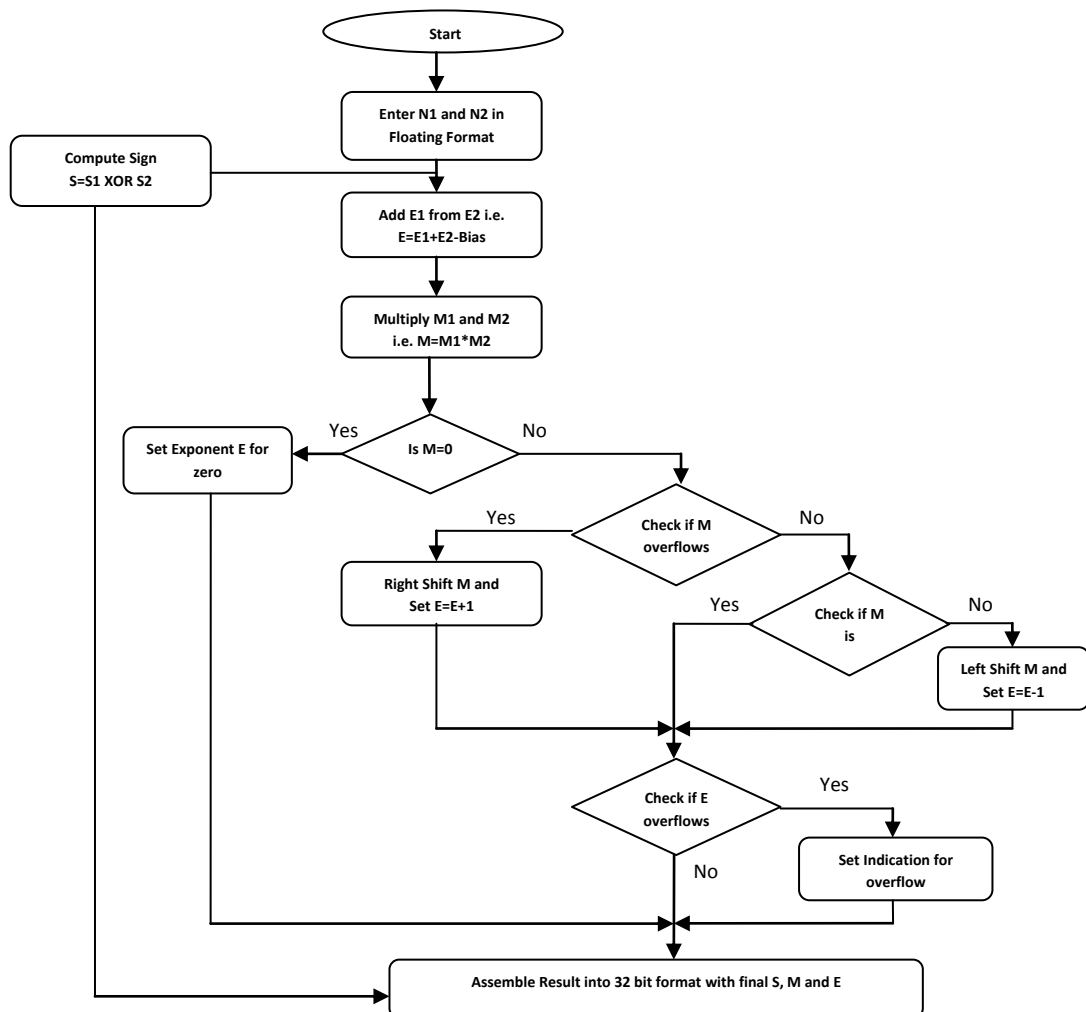 Start
Enter N1 and N2 in
Floating Format
Compute Sign
S=S1 XOR S2
Add E1 from E2 i.e.
E=E1+E2-Bias
Multiply M1 and M2
i.e. M=M1*M2
Yes
Is M=0
No
Set Exponent E for
zero
Yes
Check if M
overflows
No
Right Shift M and
Set E=E+1
Yes
Check if M
is
No
Left Shift M and
Set E=E-1
Check if E
overflows
Yes
No
Set Indication for
overflow
Assemble Result into 32 bit format with final S, M and E